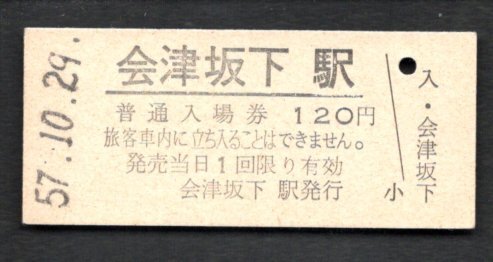 57.10.29.
会津坂下 駅
普通入場券 120円
旅客車内に立ち入ることはできません。
発売当日1回限り有効
会津坂下 駅発行
入・会津坂下
小